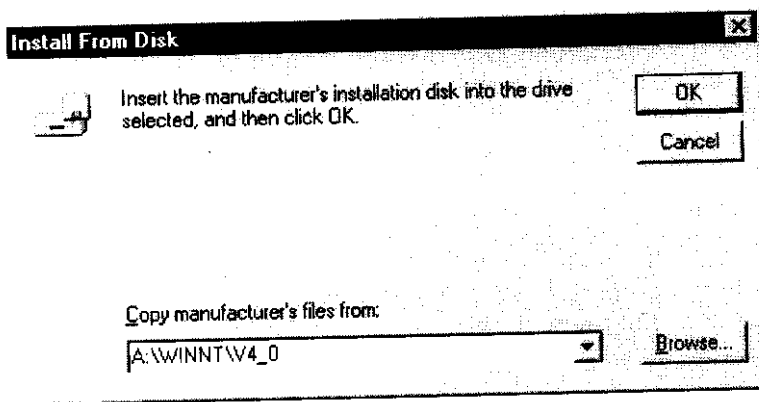 Install From Disk
Insert the manufacturer's installation disk into the drive
selected, and then click OK.
OK
Cancel
Copy manufacturer's files from:
A:\WINNT\V4_0
Browse...